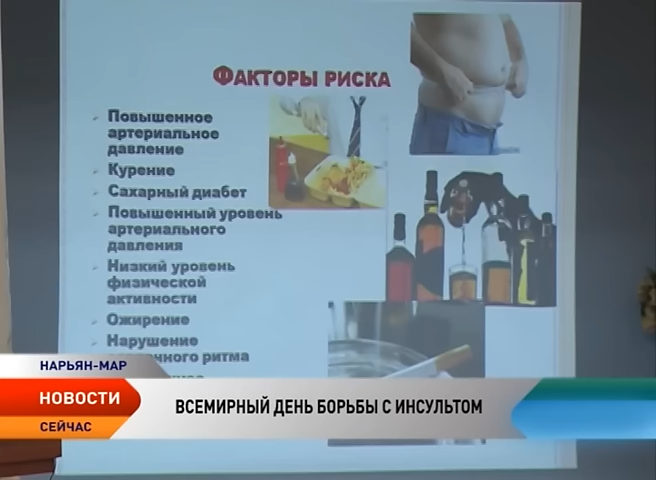 Факторы риска
Повышенное
артериальное
давление
Курение
Сахарный диабет
Повышенный уровень
артериального
давления
Низкий уровень
физической
активности
Ожирение
Нарушение
ритма
НАРЬЯН-МАР
НОВОСТИ
СЕЙЧАС
ВСЕМИРНЫЙ ДЕНЬ БОРЬБЫ С ИНСУЛЬТОМ